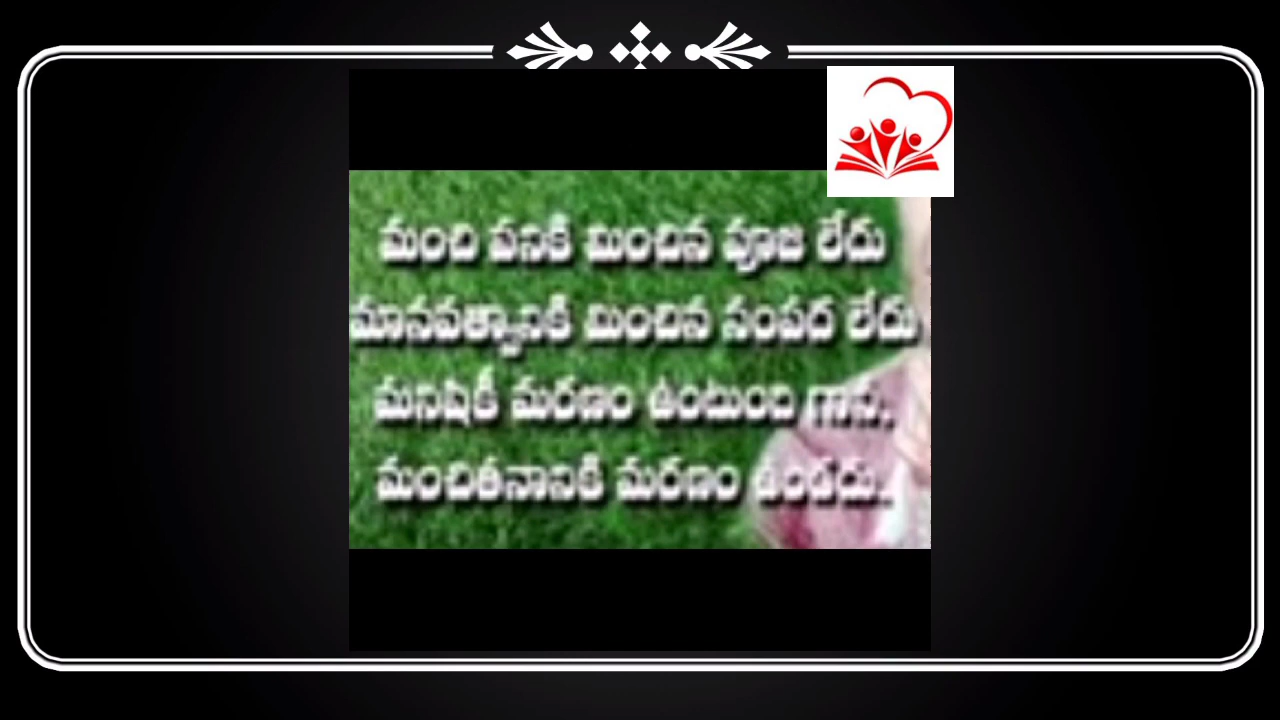 మంచి పనికి మించిన పూజ లేదు
మానవత్వానికి మించిన సంపద లేదు
మనిషికీ మరణం ఉంటుంది గాని,
మంచితనానికి మరణం ఉండదు.